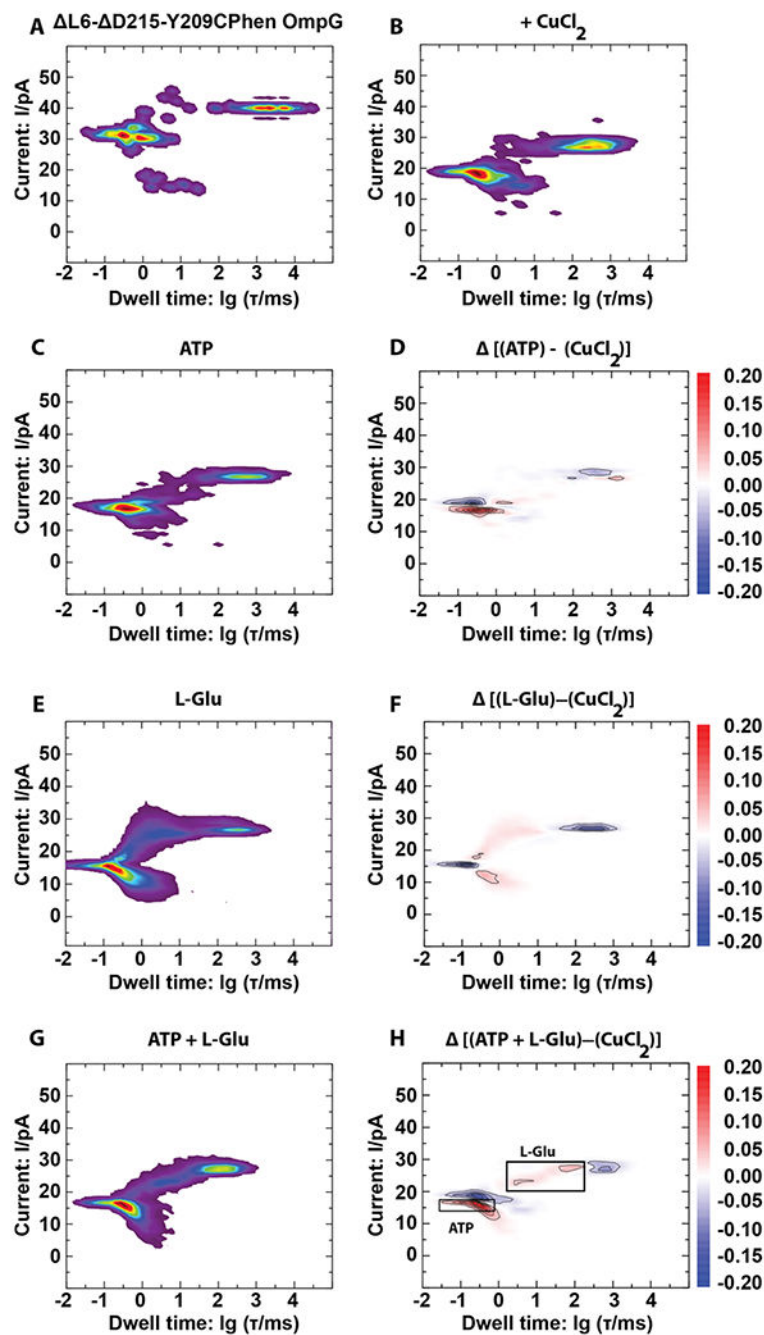 A ΔL6-ΔD215-Y209CPhen OmpG
Current: I/pA
50
40
30
20
10
0
-2 -1 0 1 2 3 4
Dwell time: lg (τ/ms)
B + CuCl2
Current: I/pA
50
40
30
20
10
0
-2 -1 0 1 2 3 4
Dwell time: lg (τ/ms)
C ATP
Current: I/pA
50
40
30
20
10
0
-2 -1 0 1 2 3 4
Dwell time: lg (τ/ms)
D Δ [(ATP) - (CuCl2)]
Current: I/pA
50
40
30
20
10
0
-2 -1 0 1 2 3 4
Dwell time: lg (τ/ms)
0.20
0.15
0.10
0.05
0.00
-0.05
-0.10
-0.15
-0.20
E L-Glu
Current: I/pA
50
40
30
20
10
0
-2 -1 0 1 2 3 4
Dwell time: lg (τ/ms)
F Δ [(L-Glu)–(CuCl2)]
Current: I/pA
50
40
30
20
10
0
-2 -1 0 1 2 3 4
Dwell time: lg (τ/ms)
0.20
0.15
0.10
0.05
0.00
-0.05
-0.10
-0.15
-0.20
G ATP + L-Glu
Current: I/pA
50
40
30
20
10
0
-2 -1 0 1 2 3 4
Dwell time: lg (τ/ms)
H Δ [(ATP + L-Glu)–(CuCl2)]
Current: I/pA
50
40
30
20
10
0
L-Glu
ATP
-2 -1 0 1 2 3 4
Dwell time: lg (τ/ms)
0.20
0.15
0.10
0.05
0.00
-0.05
-0.10
-0.15
-0.20